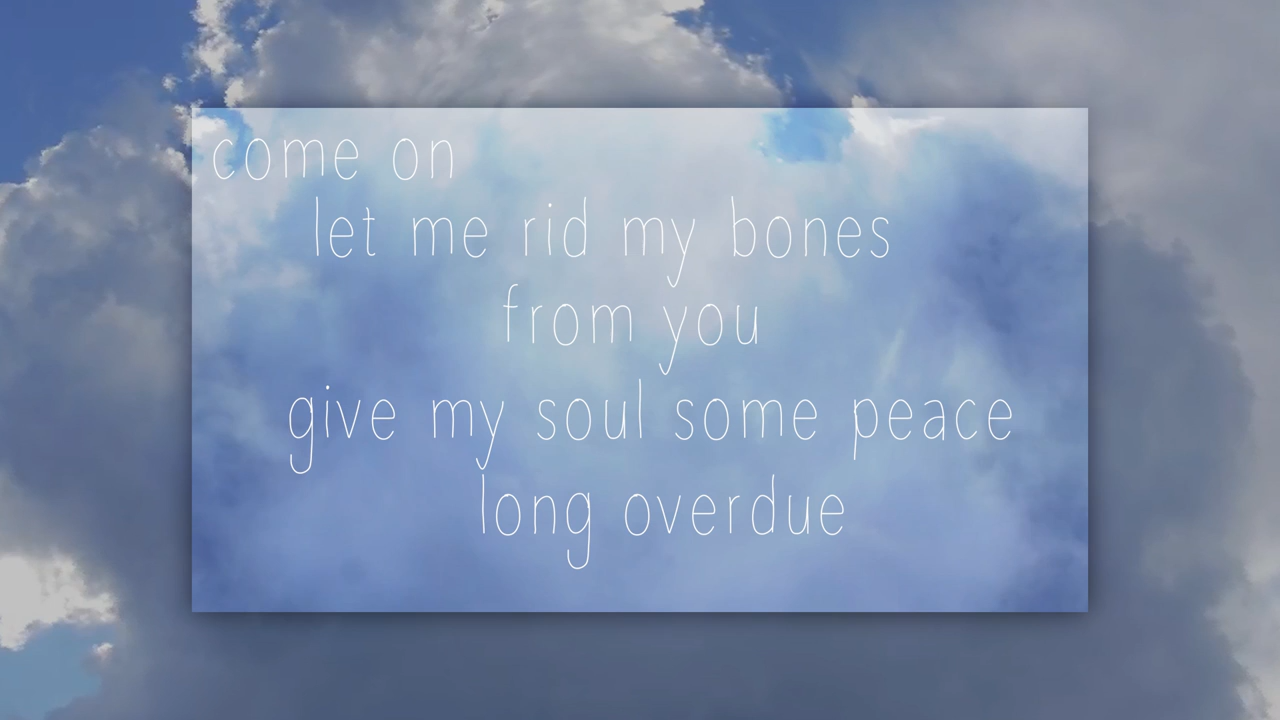 come on
let me rid my bones
from you
give my soul some peace
long overdue